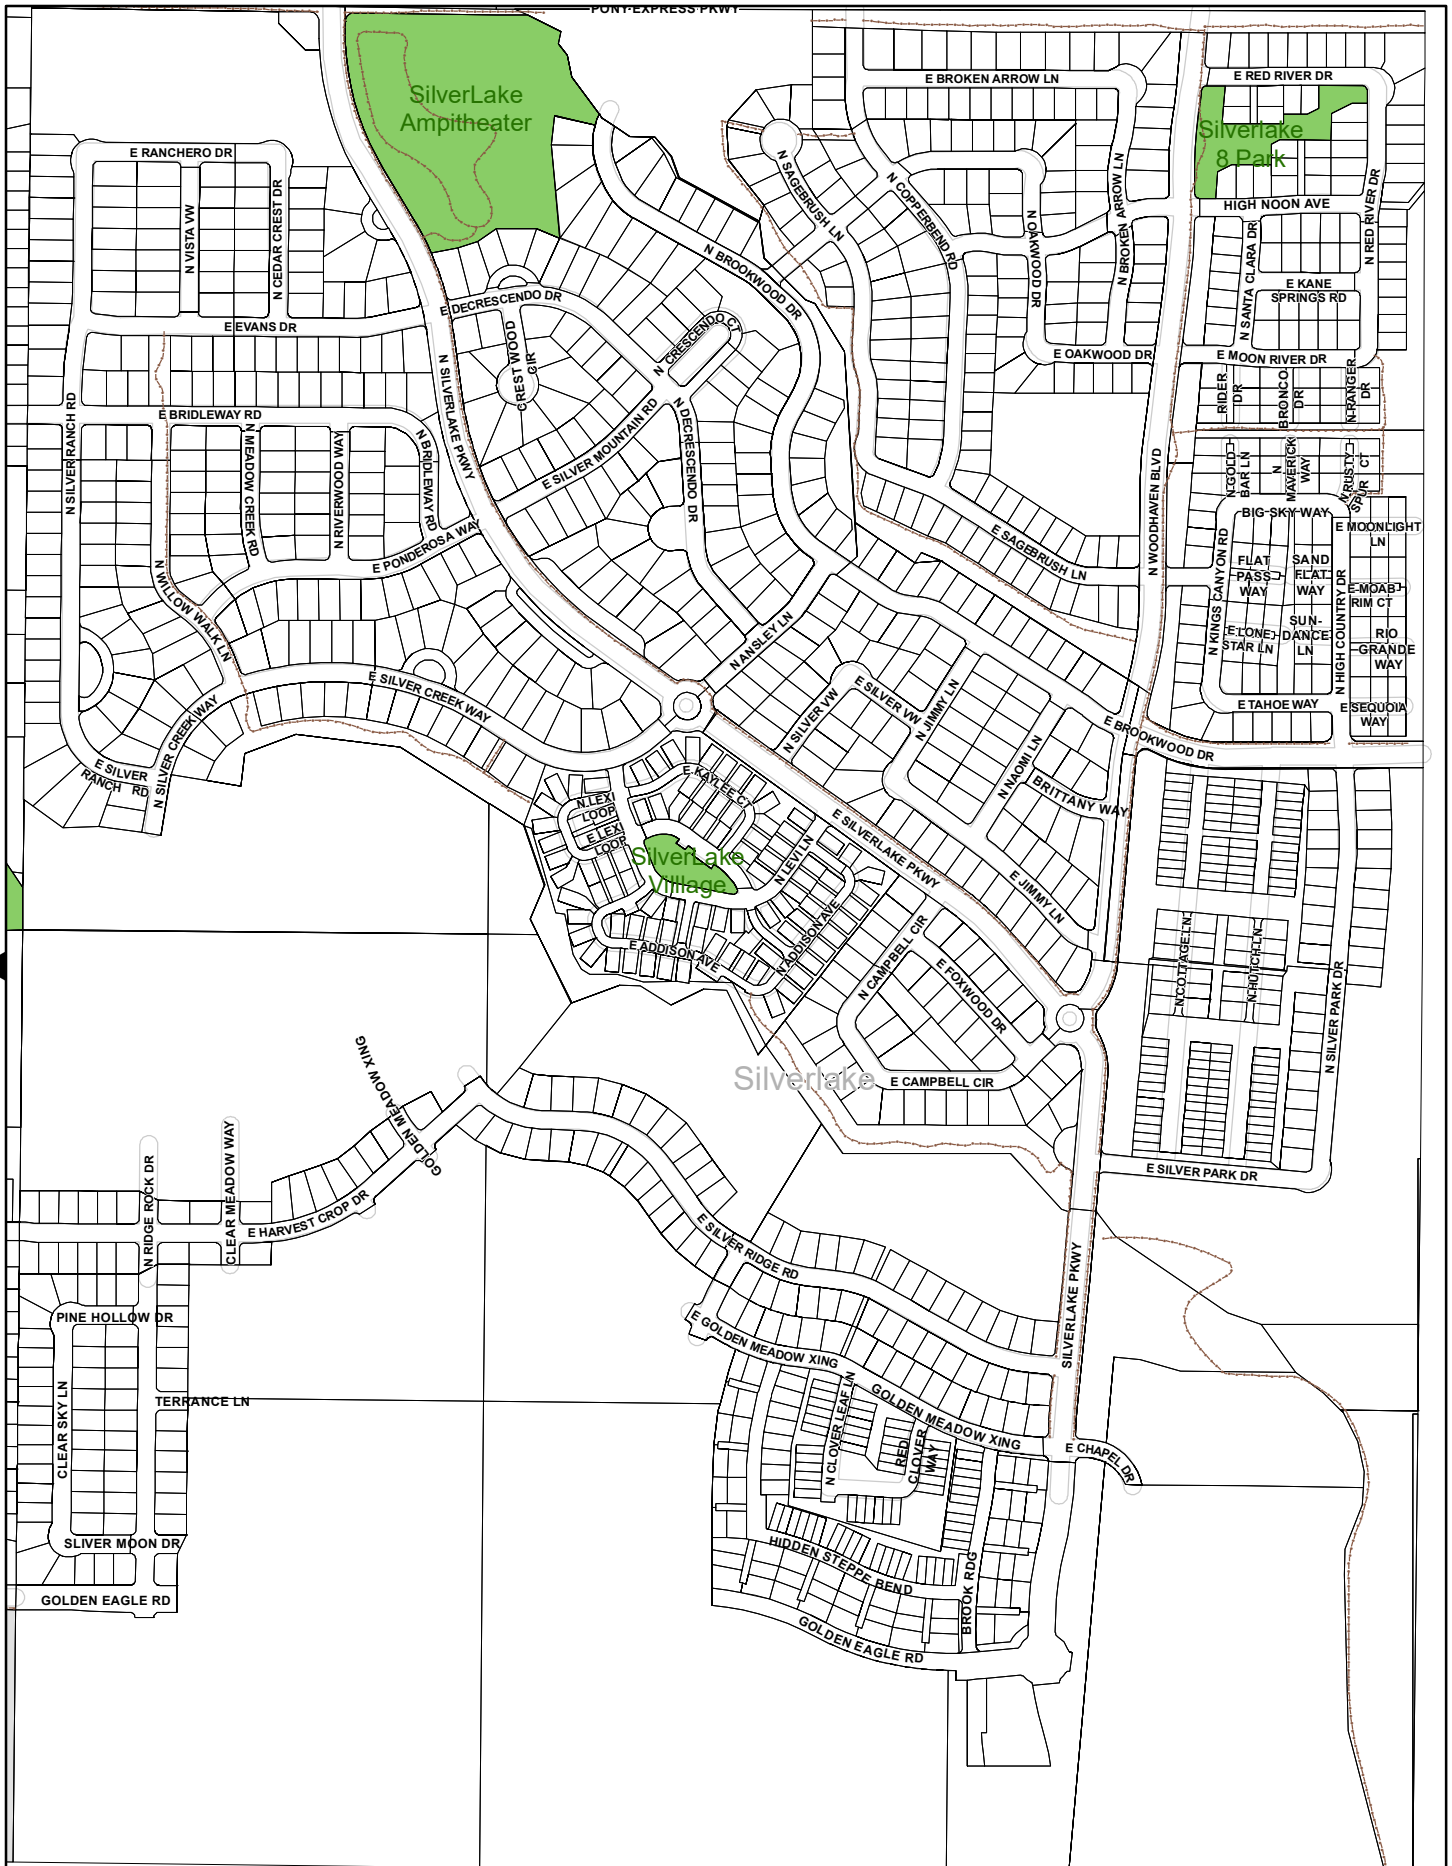 PONY EXPRESS PKWY
SilverLake
Ampitheater
E BROKEN ARROW LN
E RED RIVER DR
Silverlake
8 Park
E RANCHERO DR
N VISTA VW
N CEDAR CREST DR
N SAGEBRUSH LN
N COPPERBEND RD
N OAKWOOD DR
N BROKEN ARROW LN
N BROKEN ARROW LN
HIGH NOON AVE
N RED RIVER DR
N SANTA CLARA DR
E KANE
SPRINGS RD
N BROOKWOOD DR
E DECRESCENDO DR
E EVANS DR
N CRESCENDO CT
CRESTWOOD
CIR
N SILVERLAKE PKWY
E OAKWOOD DR
E MOON RIVER DR
RIDER
DR
BRONCO
DR
N RANGER
DR
N SILVER RANCH RD
E BRIDLEWAY RD
N MEADOW CREEK RD
N RIVERWOOD WAY
N BRIDLEWAY RD
E SILVER MOUNTAIN RD
N DECRESCENDO DR
N WOODHAVEN BLVD
N GOLD
BAR LN
N
MAVERICK
WAY
N RUSTY
SPUR CT
BIG SKY WAY
E MOONLIGHT
LN
E PONDEROSA WAY
E SAGEBRUSH LN
N KINGS CANYON RD
FLAT
PASS
WAY
SAND
FLAT
WAY
E MOAB
RIM CT
N HIGH COUNTRY DR
E LONE
STAR LN
SUN-
DANCE
LN
RIO
GRANDE
WAY
N WILLOW WALK LN
N ANSLEY LN
E SILVER CREEK WAY
N SILVER VW
E SILVER VW
N JIMMY LN
E TAHOE WAY
E SEQUOIA
WAY
E BROOKWOOD DR
N SILVER CREEK WAY
E SILVER
RANCH RD
N NAOMI LN
BRITTANY WAY
E KAYLEE CT
N LEXI
LOOP
E LEXI
LOOP
E SILVERLAKE PKWY
SilverLake
Villlage
N LEVI LN
E JIMMY LN
E ADDISON AVE
N ADDISON AVE
N CAMPBELL CIR
E FOXWOOD DR
N COTTAGE LN
N HUTCH LN
N SILVER PARK DR
Silverlake
E CAMPBELL CIR
E SILVER PARK DR
GOLDEN MEADOW XING
N RIDGE ROCK DR
CLEAR MEADOW WAY
E HARVEST CROP DR
E SILVER RIDGE RD
SILVERLAKE PKWY
PINE HOLLOW DR
E GOLDEN MEADOW XING
GOLDEN MEADOW XING
TERRANCE LN
CLEAR SKY LN
N CLOVER LEAF LN
RED
CLOVER
WAY
E CHAPEL DR
SLIVER MOON DR
HIDDEN STEPPE BEND
BROOK RDG
GOLDEN EAGLE RD
GOLDEN EAGLE RD